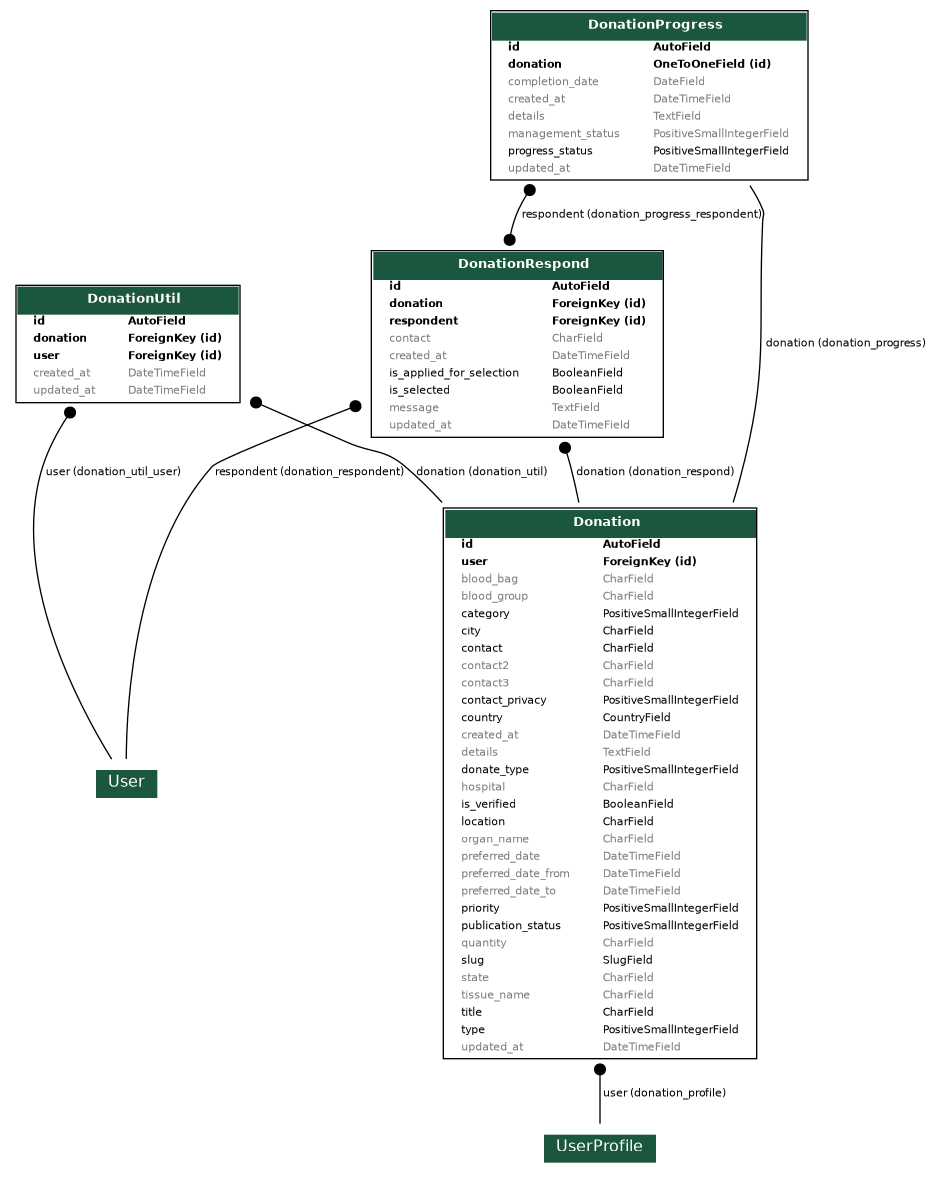 DonationProgress
id AutoField
donation OneToOneField (id)
completion_date DateField
created_at DateTimeField
details TextField
management_status PositiveSmallIntegerField
progress_status PositiveSmallIntegerField
updated_at DateTimeField
respondent (donation_progress_respondent)
DonationRespond
id AutoField
donation ForeignKey (id)
respondent ForeignKey (id)
contact CharField
created_at DateTimeField
is_applied_for_selection BooleanField
is_selected BooleanField
message TextField
updated_at DateTimeField
DonationUtil
id AutoField
donation ForeignKey (id)
user ForeignKey (id)
created_at DateTimeField
updated_at DateTimeField
donation (donation_progress)
user (donation_util_user)
respondent (donation_respondent)
donation (donation_util)
donation (donation_respond)
Donation
id AutoField
user ForeignKey (id)
blood_bag CharField
blood_group CharField
category PositiveSmallIntegerField
city CharField
contact CharField
contact2 CharField
contact3 CharField
contact_privacy PositiveSmallIntegerField
country CountryField
created_at DateTimeField
details TextField
donate_type PositiveSmallIntegerField
hospital CharField
is_verified BooleanField
location CharField
organ_name CharField
preferred_date DateTimeField
preferred_date_from DateTimeField
preferred_date_to DateTimeField
priority PositiveSmallIntegerField
publication_status PositiveSmallIntegerField
quantity CharField
slug SlugField
state CharField
tissue_name CharField
title CharField
type PositiveSmallIntegerField
updated_at DateTimeField
User
user (donation_profile)
UserProfile